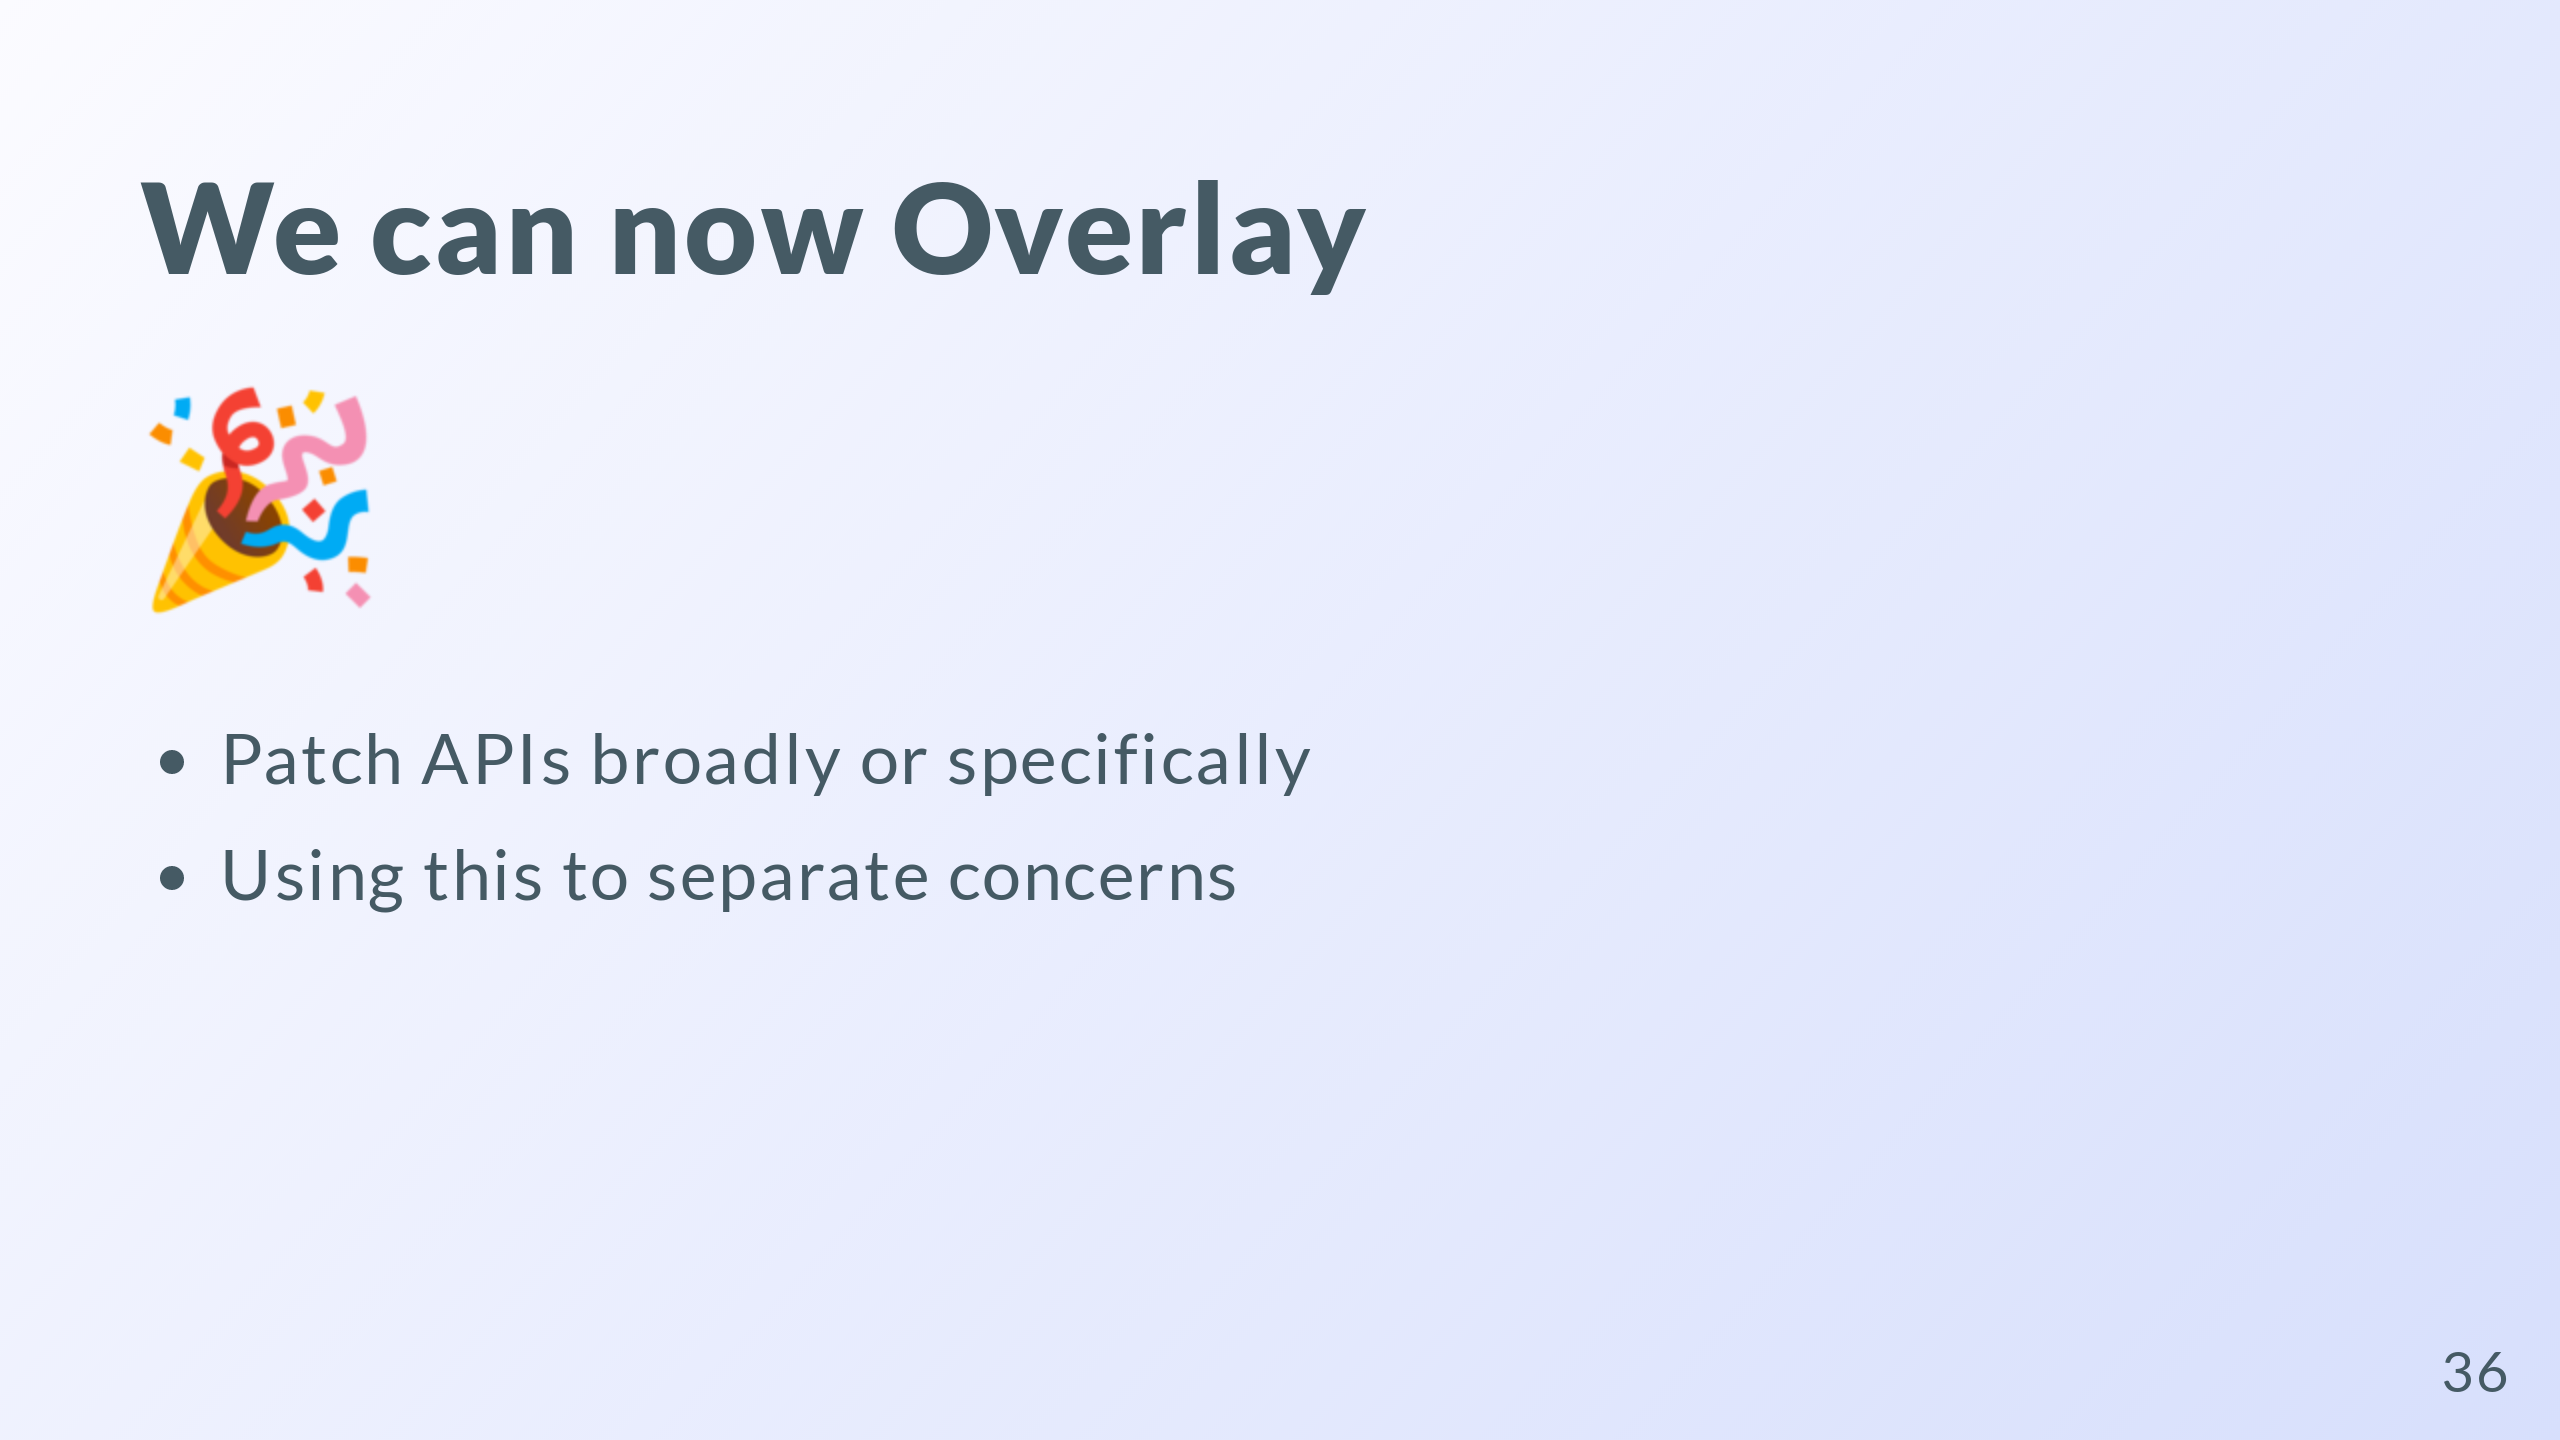 We can now Overlay
🎉
• Patch APIs broadly or specifically
• Using this to separate concerns
36